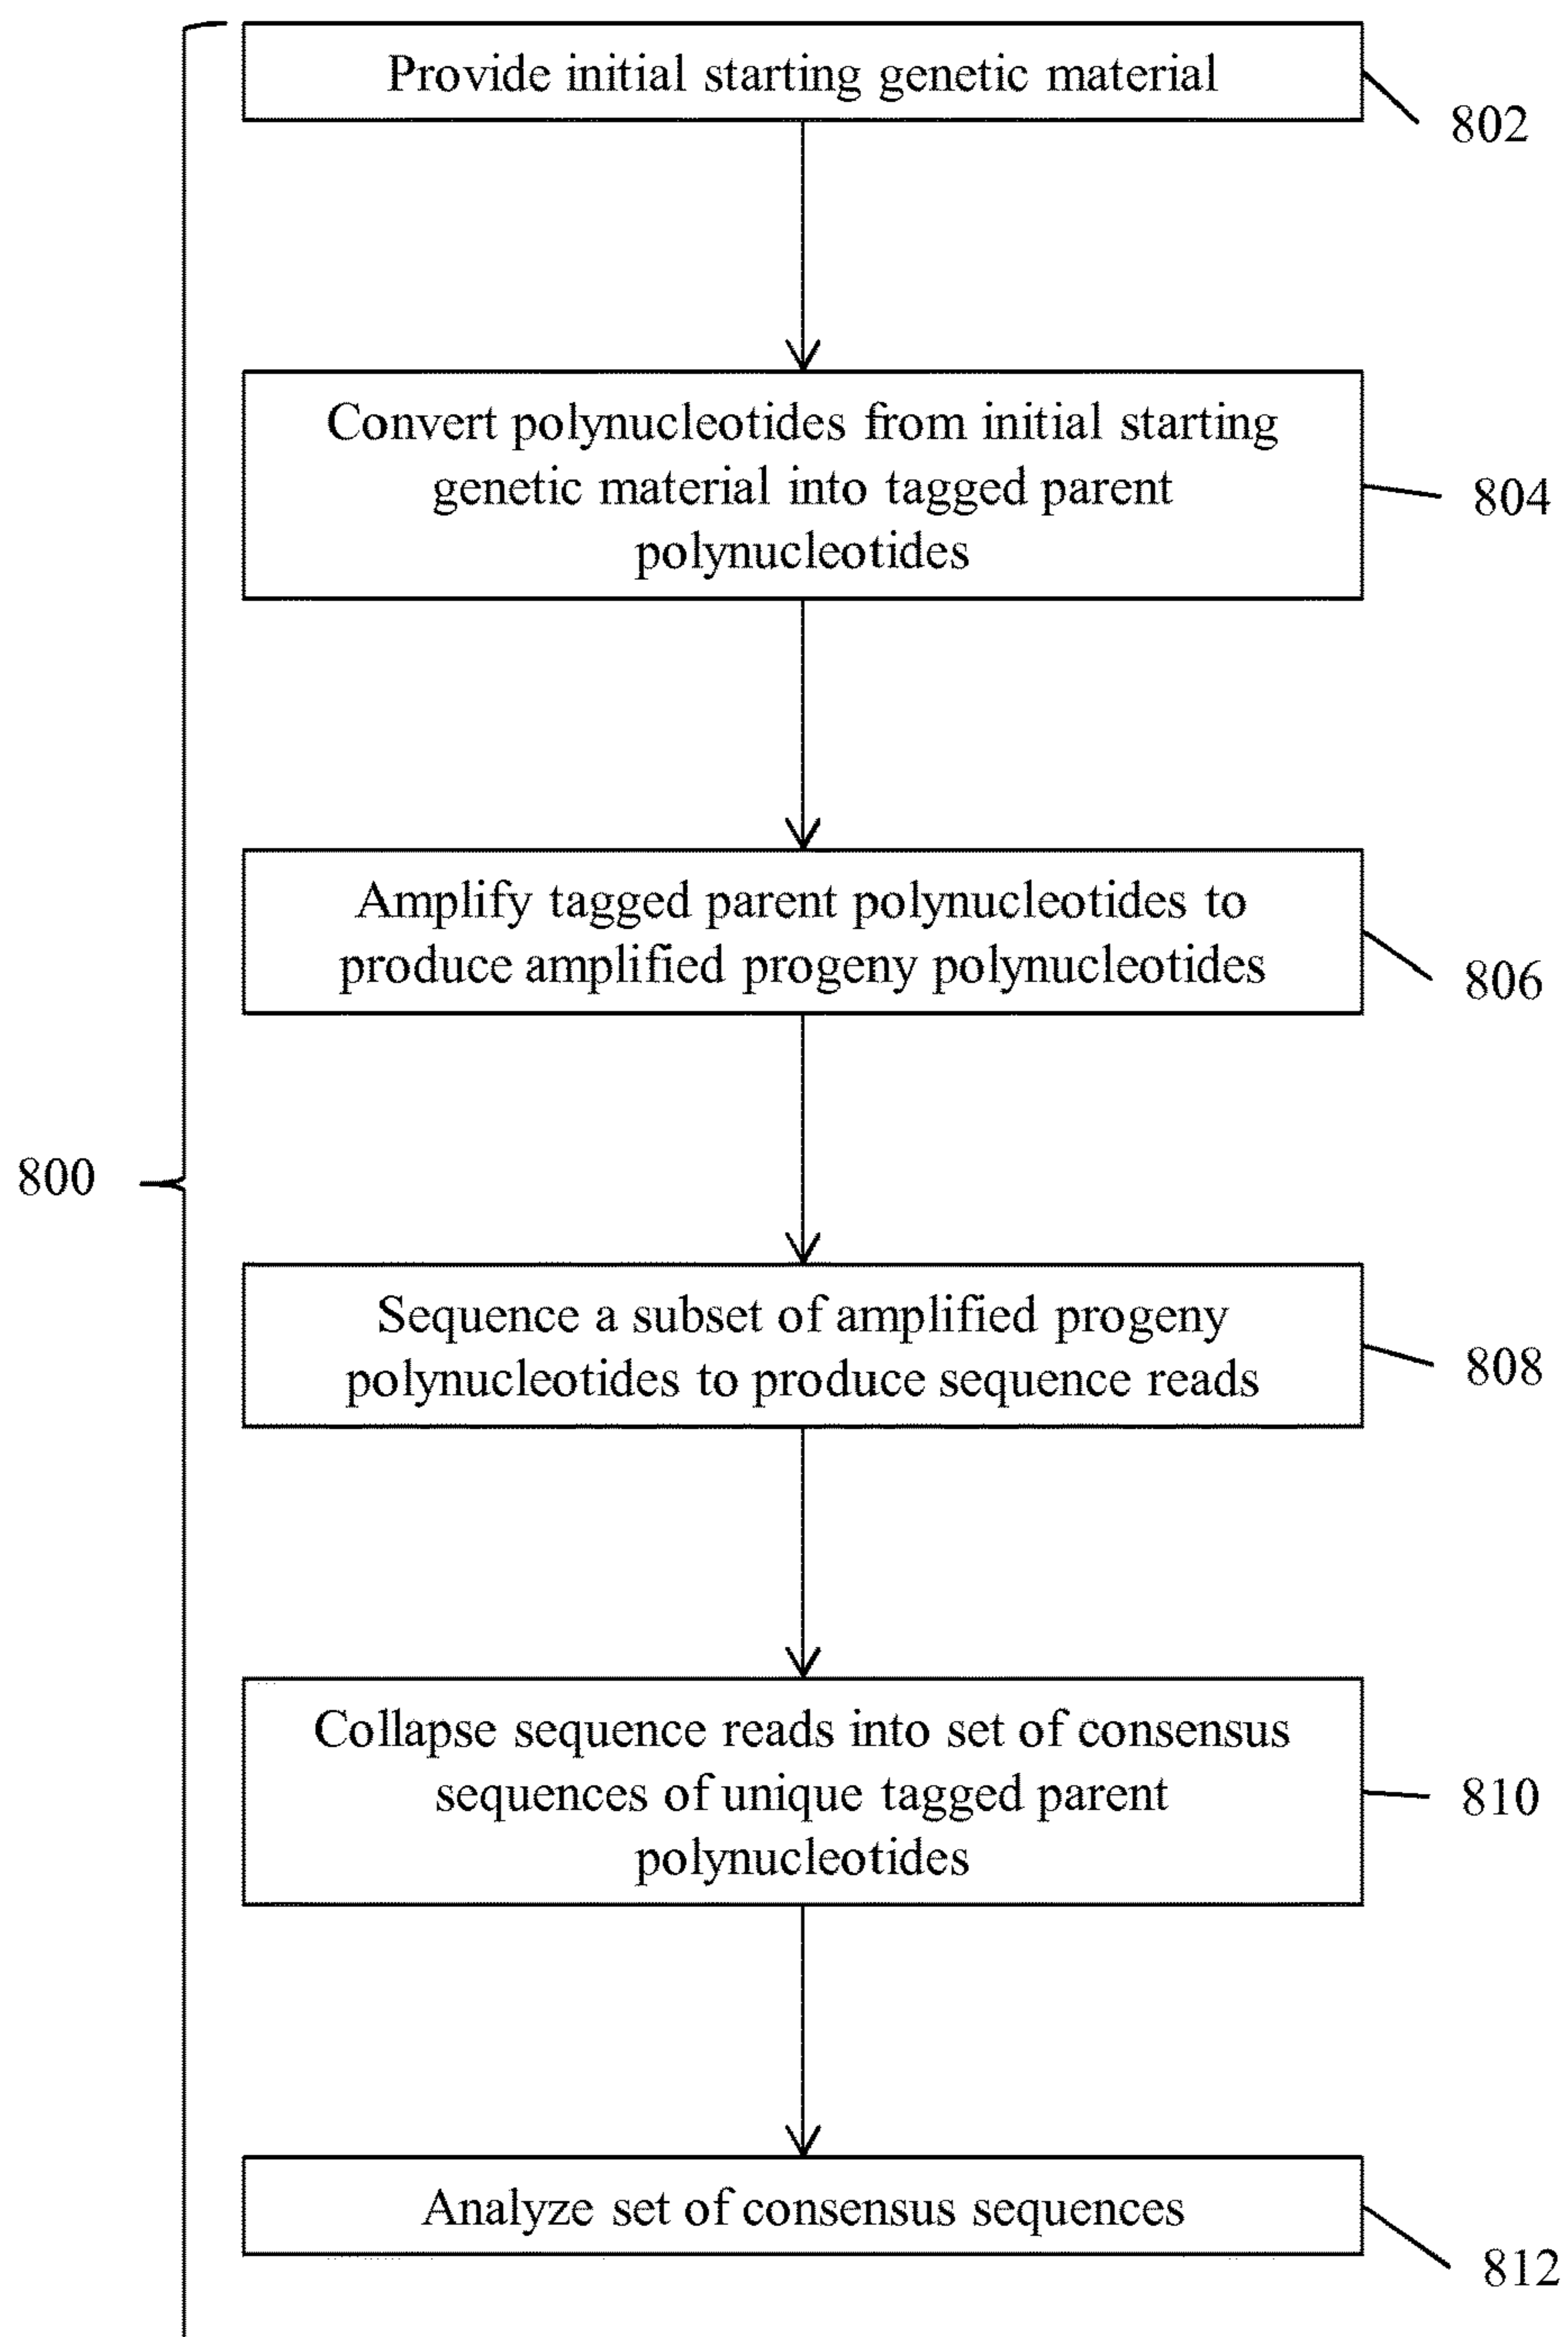 Provide initial starting genetic material
802
Convert polynucleotides from initial starting
genetic material into tagged parent
polynucleotides
804
Amplify tagged parent polynucleotides to
produce amplified progeny polynucleotides
806
800
Sequence a subset of amplified progeny
polynucleotides to produce sequence reads
808
Collapse sequence reads into set of consensus
sequences of unique tagged parent
polynucleotides
810
Analyze set of consensus sequences
812